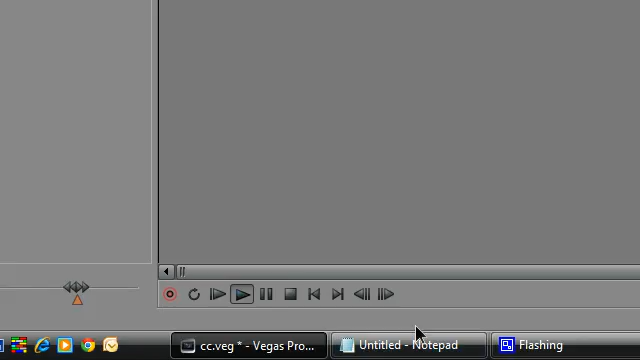 cc.veg * - Vegas Pro...
Untitled - Notepad
Flashing